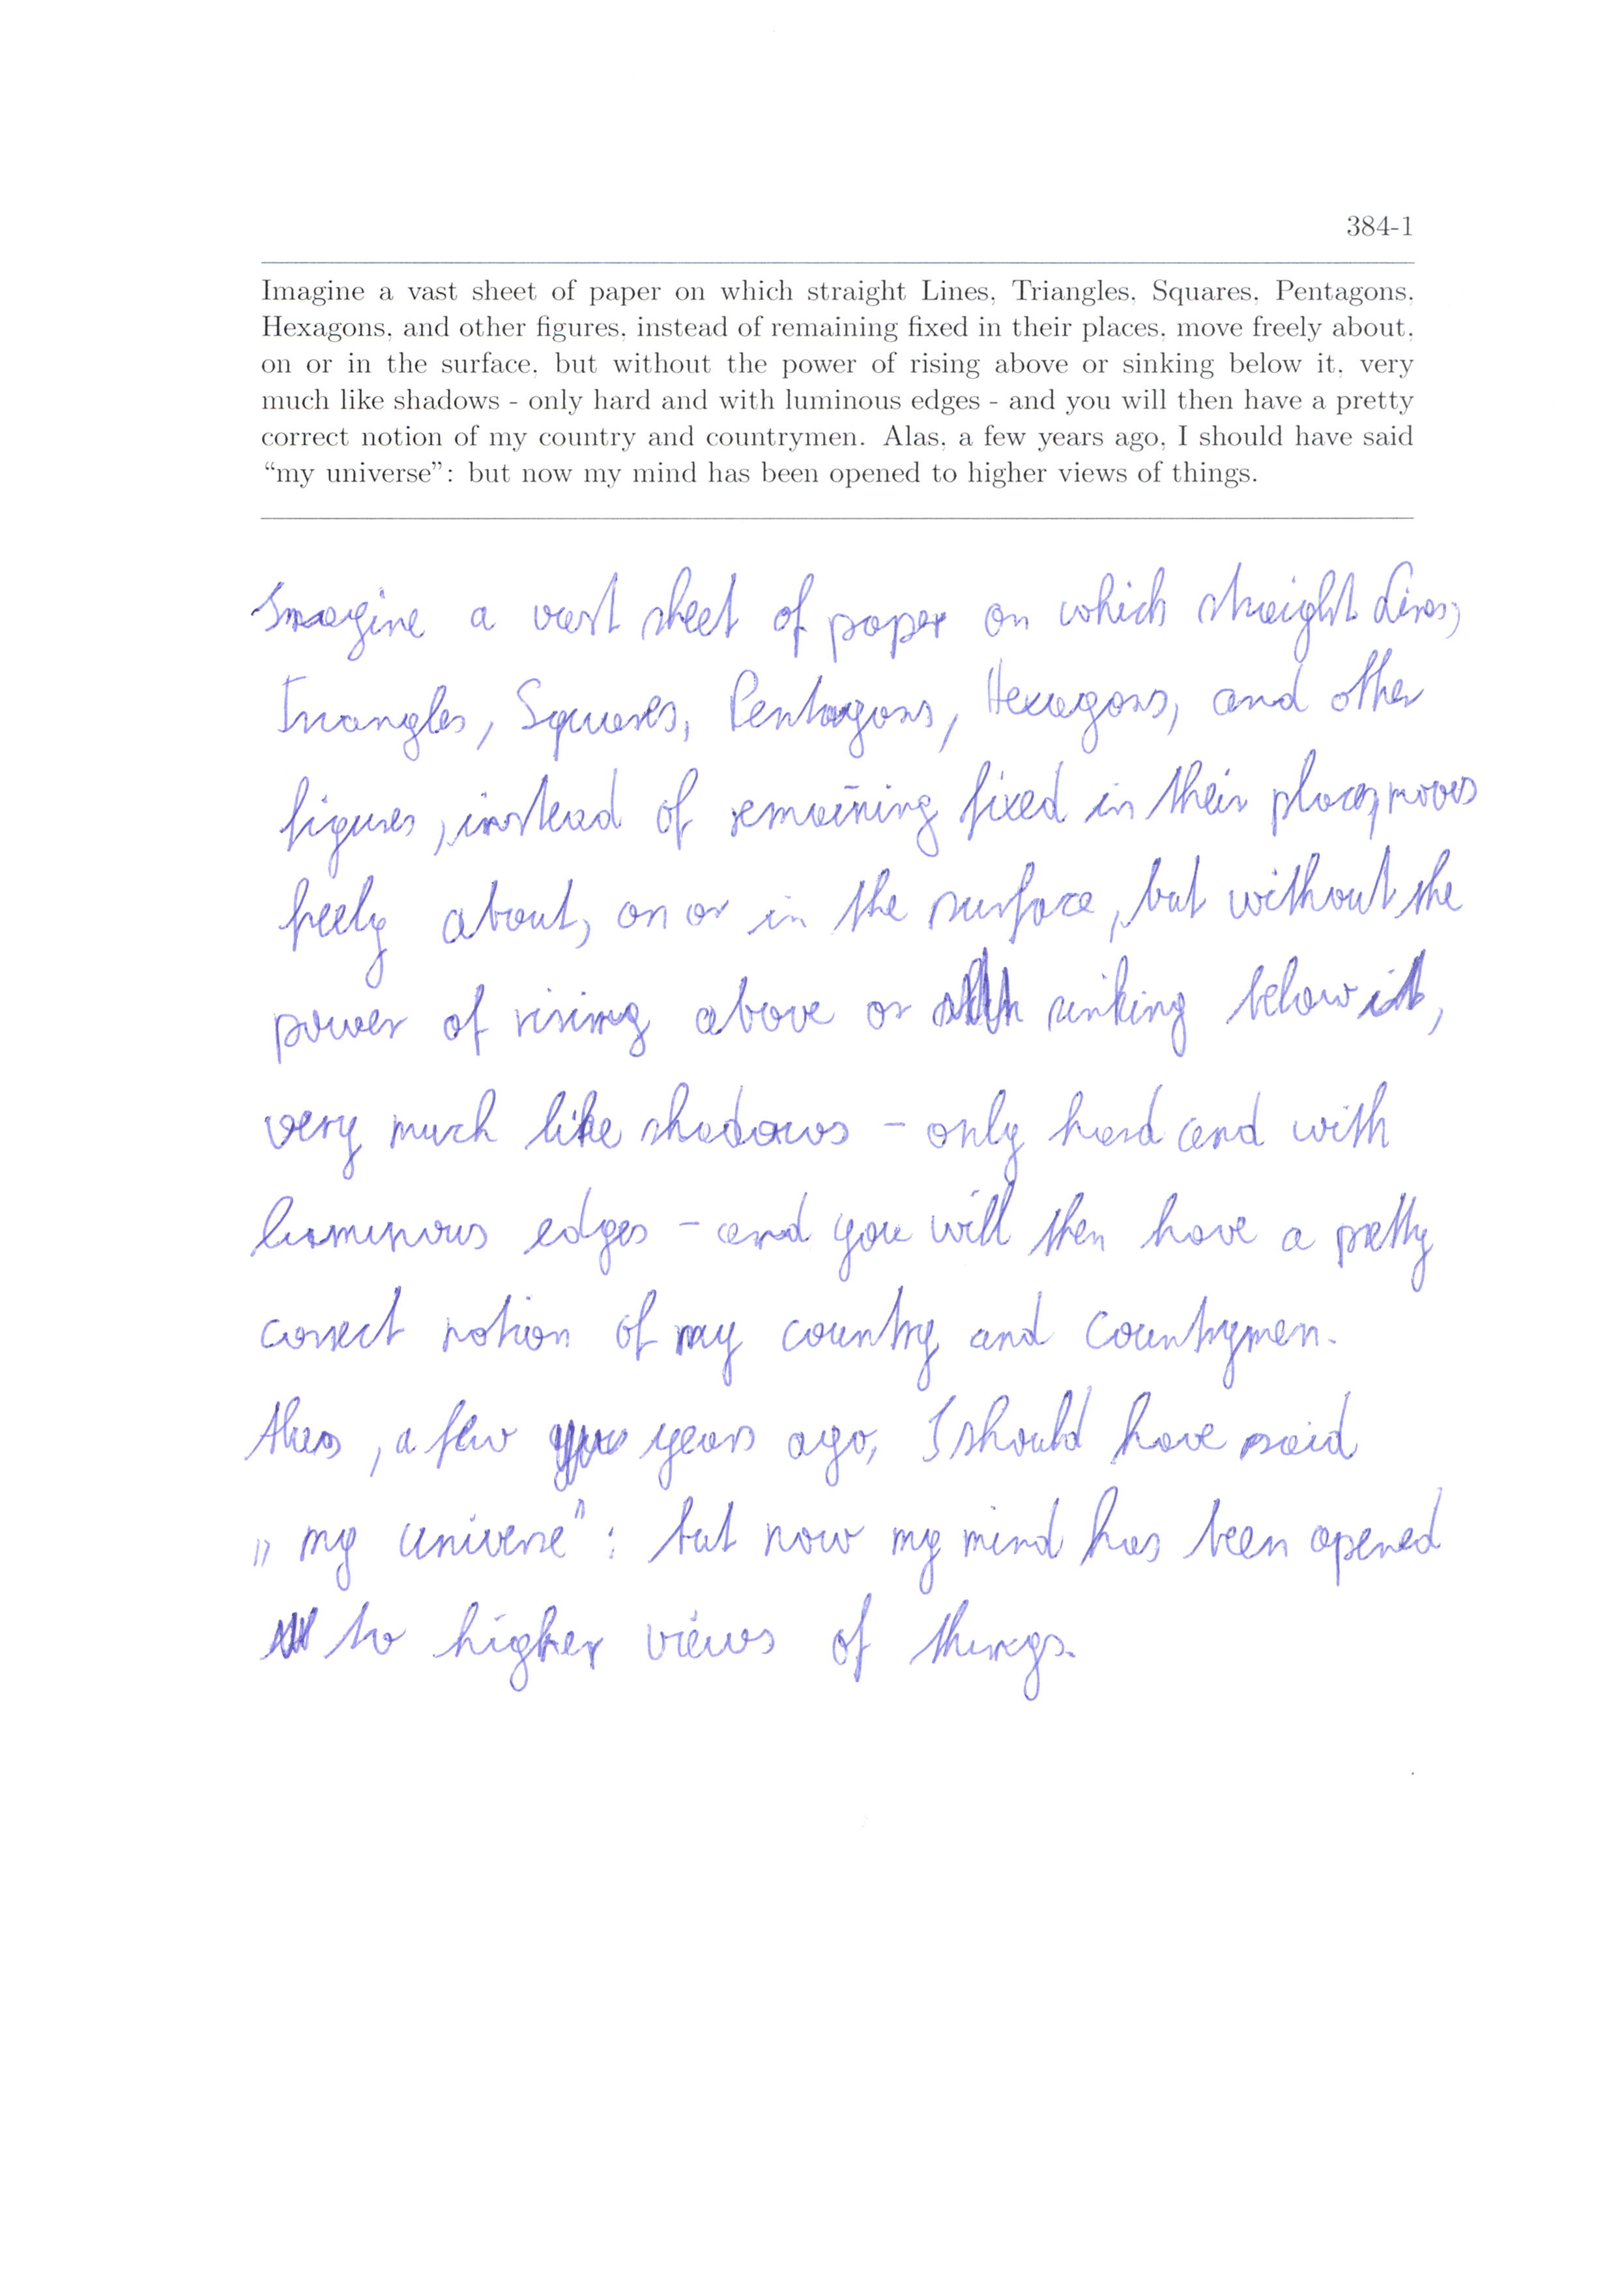 384-1
Imagine a vast sheet of paper on which straight Lines, Triangles, Squares, Pentagons,
Hexagons, and other figures, instead of remaining fixed in their places, move freely about,
on or in the surface, but without the power of rising above or sinking below it, very
much like shadows - only hard and with luminous edges - and you will then have a pretty
correct notion of my country and countrymen. Alas, a few years ago, I should have said
“my universe”: but now my mind has been opened to higher views of things.
Imagine a vast sheet of paper on which straight Lines,
Triangles, Squares, Pentagons, Hexagons, and other
figures, instead of remaining fixed in their places, moves
freely about, on or in the surface, but without the
power of rising above or sinking below it,
very much like shadows - only hard and with
luminous edges - and you will then have a pretty
correct notion of my country and countrymen.
Alas, a few years ago, I should have said
„my universe": but now my mind has been opened
to higher views of things.